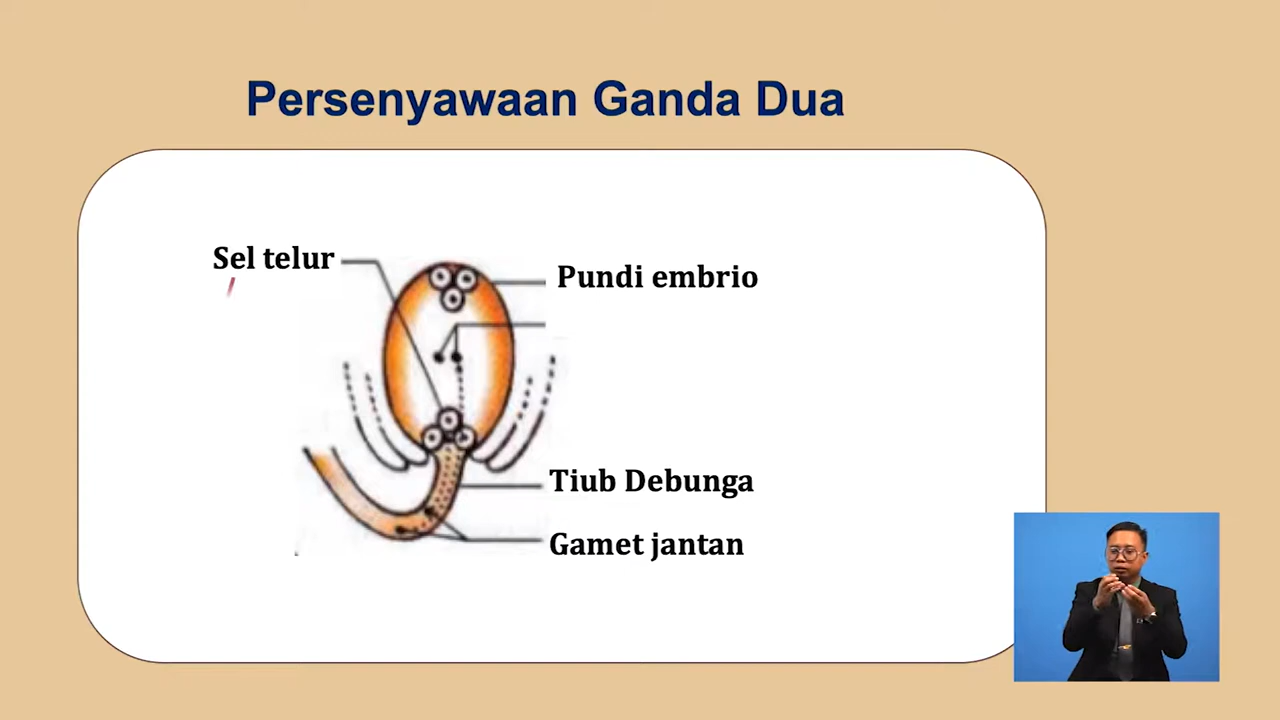 Persenyawaan Ganda Dua
Sel telur
Pundi embrio
Tiub Debunga
Gamet jantan